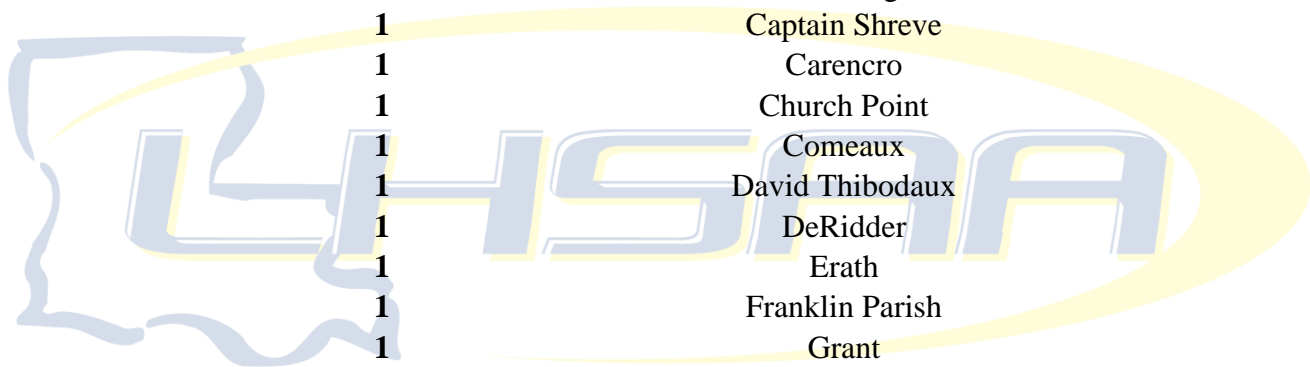 1 Captain Shreve
1 Carencro
1 Church Point
1 Comeaux
1 David Thibodaux
1 DeRidder
1 Erath
1 Franklin Parish
1 Grant
LHSAA